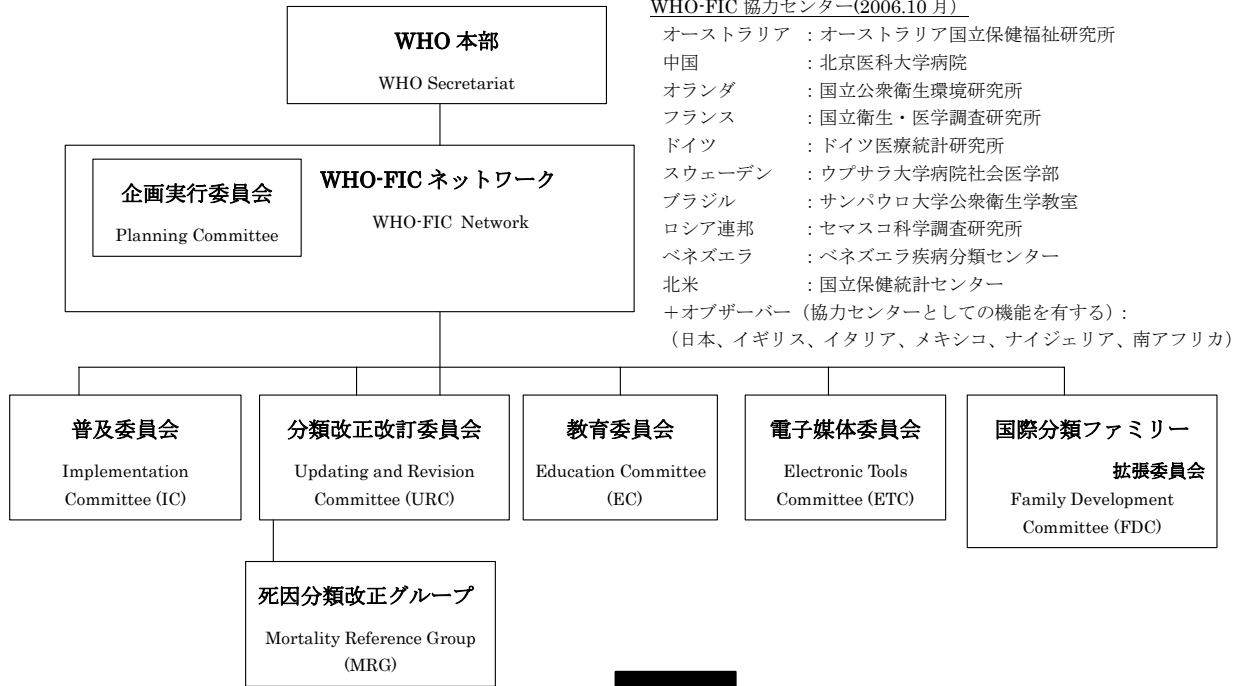 WHO-FIC 協力センター(2006.10 月)
オーストラリア :オーストラリア国立保健福祉研究所
中国 :北京医科大学病院
オランダ :国立公衆衛生環境研究所
フランス :国立衛生・医学調査研究所
ドイツ :ドイツ医療統計研究所
スウェーデン :ウプサラ大学病院社会医学部
ブラジル :サンパウロ大学公衆衛生学教室
ロシア連邦 :セマスコ科学調査研究所
ベネズエラ :ベネズエラ疾病分類センター
北米 :国立保健統計センター
+オブザーバー(協力センターとしての機能を有する):
(日本、イギリス、イタリア、メキシコ、ナイジェリア、南アフリカ)
WHO 本部
WHO Secretariat
企画実行委員会
Planning Committee
WHO-FIC ネットワーク
WHO-FIC Network
普及委員会
Implementation
Committee (IC)
分類改正改訂委員会
Updating and Revision
Committee (URC)
教育委員会
Education Committee
(EC)
電子媒体委員会
Electronic Tools
Committee (ETC)
国際分類ファミリー
拡張委員会
Family Development
Committee (FDC)
死因分類改正グループ
Mortality Reference Group
(MRG)